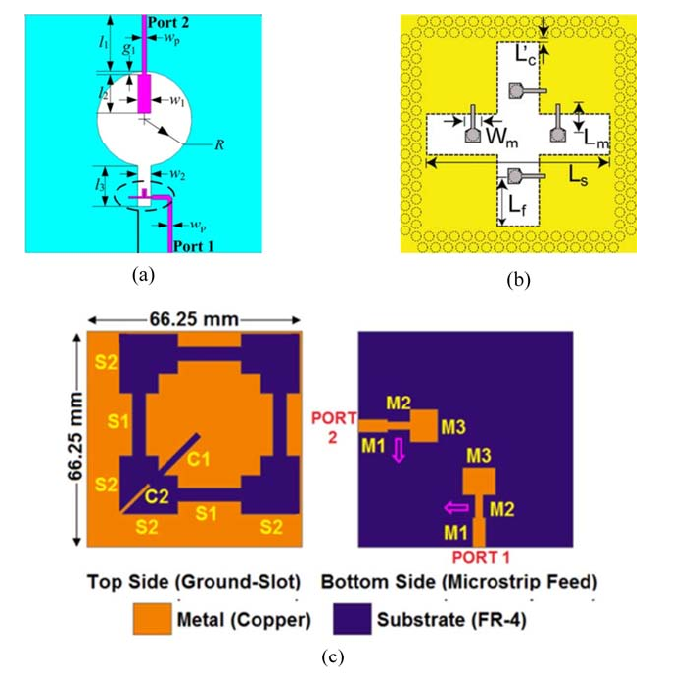 Port 2
l1
g1
wp
l2
w1
R
l3
w2
wp
Port 1
(a)
L'c
Wm
Lm
Ls
Lf
(b)
66.25 mm
66.25 mm
S2
S1
C1
S2
C2
S1
S2
S2
PORT
2
M2
M1
M3
M3
M2
M1
PORT 1
Top Side (Ground-Slot)
Bottom Side (Microstrip Feed)
Metal (Copper)
Substrate (FR-4)
(c)